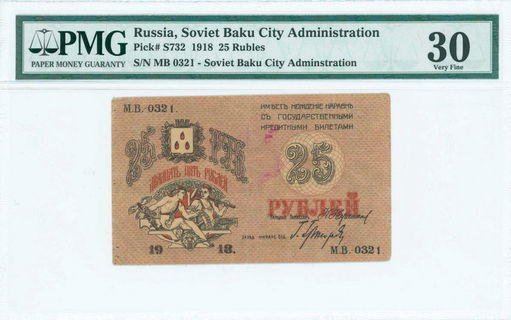 PMG
PAPER MONEY GUARANTY
Russia, Soviet Baku City Administration
Pick# S732 1918 25 Rubles
S/N MB 0321 - Soviet Baku City Adminstration
30
Very Fine
М.В. 0321
ИМѢЕТЪ ХОЖДЕНІЕ НАРАВНѢ
СЪ ГОСУДАРСТВЕННЫМИ
КРЕДИТНЫМИ БИЛЕТАМИ
25 РУБ
25
ДВАДЦАТЬ ПЯТЬ РУБЛЕЙ
РУБЛЕЙ
1918.
М.В. 0321